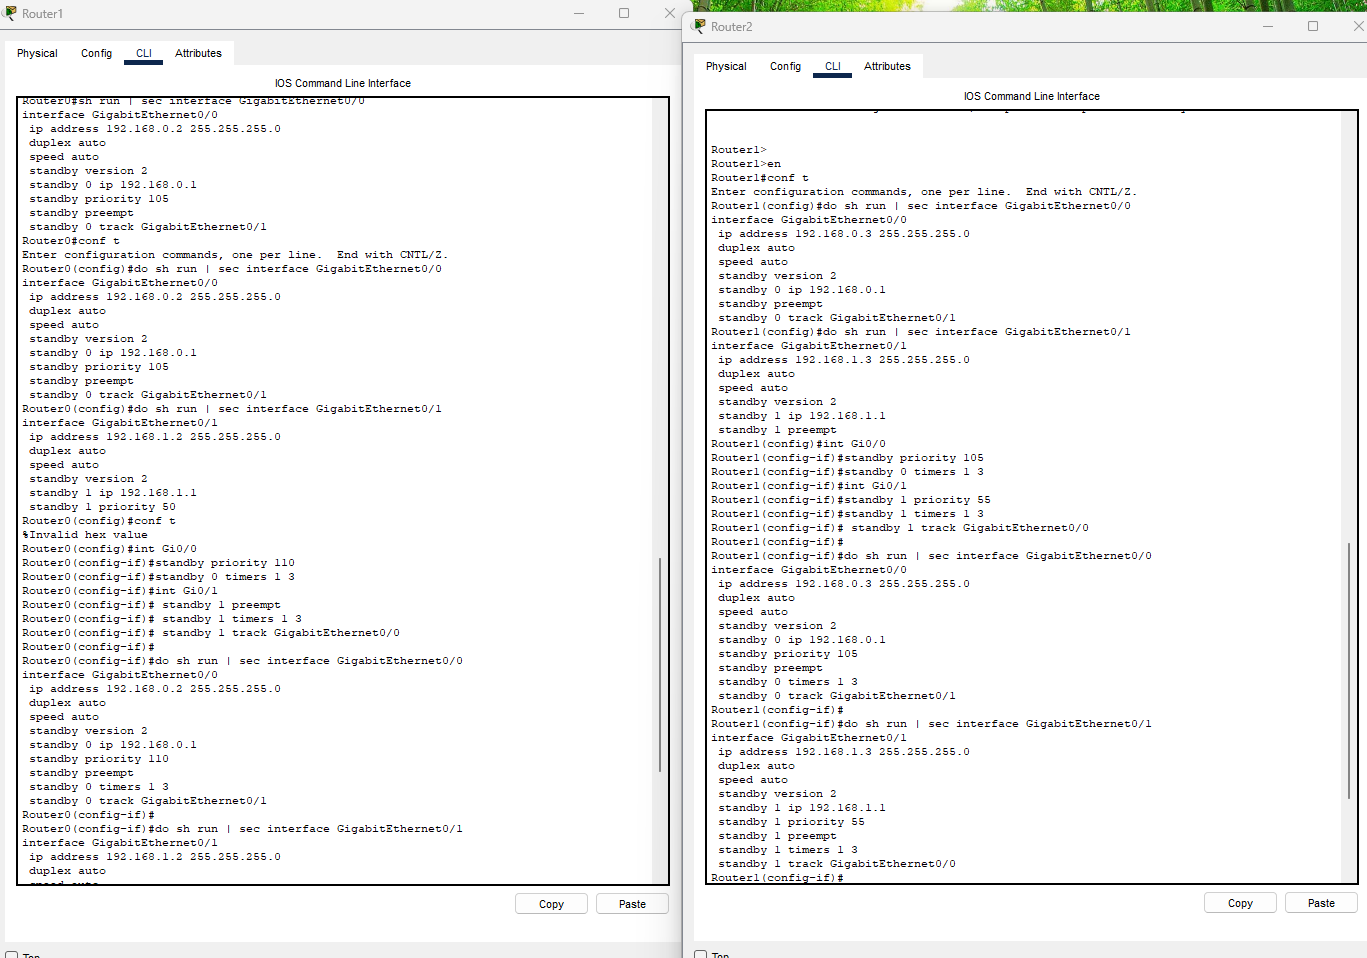 Router1
Physical Config CLI Attributes
IOS Command Line Interface
Router0#sh run | sec interface GigabitEthernet0/0
interface GigabitEthernet0/0
ip address 192.168.0.2 255.255.255.0
duplex auto
speed auto
standby version 2
standby 0 ip 192.168.0.1
standby priority 105
standby preempt
standby 0 track GigabitEthernet0/1
Router0#conf t
Enter configuration commands, one per line.  End with CNTL/Z.
Router0(config)#do sh run | sec interface GigabitEthernet0/0
interface GigabitEthernet0/0
ip address 192.168.0.2 255.255.255.0
duplex auto
speed auto
standby version 2
standby 0 ip 192.168.0.1
standby priority 105
standby preempt
standby 0 track GigabitEthernet0/1
Router0(config)#do sh run | sec interface GigabitEthernet0/1
interface GigabitEthernet0/1
ip address 192.168.1.2 255.255.255.0
duplex auto
speed auto
standby version 2
standby 1 ip 192.168.1.1
standby 1 priority 50
Router0(config)#conf t
%Invalid hex value
Router0(config)#int Gi0/0
Router0(config-if)#standby priority 110
Router0(config-if)#standby 0 timers 1 3
Router0(config-if)#int Gi0/1
Router0(config-if)# standby 1 preempt
Router0(config-if)# standby 1 timers 1 3
Router0(config-if)# standby 1 track GigabitEthernet0/0
Router0(config-if)#
Router0(config-if)#do sh run | sec interface GigabitEthernet0/0
interface GigabitEthernet0/0
ip address 192.168.0.2 255.255.255.0
duplex auto
speed auto
standby version 2
standby 0 ip 192.168.0.1
standby priority 110
standby preempt
standby 0 timers 1 3
standby 0 track GigabitEthernet0/1
Router0(config-if)#
Router0(config-if)#do sh run | sec interface GigabitEthernet0/1
interface GigabitEthernet0/1
ip address 192.168.1.2 255.255.255.0
duplex auto
speed auto
Copy Paste
Top
Router2
Physical Config CLI Attributes
IOS Command Line Interface
Router1>
Router1>en
Router1#conf t
Enter configuration commands, one per line.  End with CNTL/Z.
Router1(config)#do sh run | sec interface GigabitEthernet0/0
interface GigabitEthernet0/0
ip address 192.168.0.3 255.255.255.0
duplex auto
speed auto
standby version 2
standby 0 ip 192.168.0.1
standby preempt
standby 0 track GigabitEthernet0/1
Router1(config)#do sh run | sec interface GigabitEthernet0/1
interface GigabitEthernet0/1
ip address 192.168.1.3 255.255.255.0
duplex auto
speed auto
standby version 2
standby 1 ip 192.168.1.1
standby 1 preempt
Router1(config)#int Gi0/0
Router1(config-if)#standby priority 105
Router1(config-if)#standby 0 timers 1 3
Router1(config-if)#int Gi0/1
Router1(config-if)#standby 1 priority 55
Router1(config-if)#standby 1 timers 1 3
Router1(config-if)# standby 1 track GigabitEthernet0/0
Router1(config-if)#
Router1(config-if)#do sh run | sec interface GigabitEthernet0/0
interface GigabitEthernet0/0
ip address 192.168.0.3 255.255.255.0
duplex auto
speed auto
standby version 2
standby 0 ip 192.168.0.1
standby priority 105
standby preempt
standby 0 timers 1 3
standby 0 track GigabitEthernet0/1
Router1(config-if)#
Router1(config-if)#do sh run | sec interface GigabitEthernet0/1
interface GigabitEthernet0/1
ip address 192.168.1.3 255.255.255.0
duplex auto
speed auto
standby version 2
standby 1 ip 192.168.1.1
standby 1 priority 55
standby 1 preempt
standby 1 timers 1 3
standby 1 track GigabitEthernet0/0
Router1(config-if)#
Copy Paste
Top